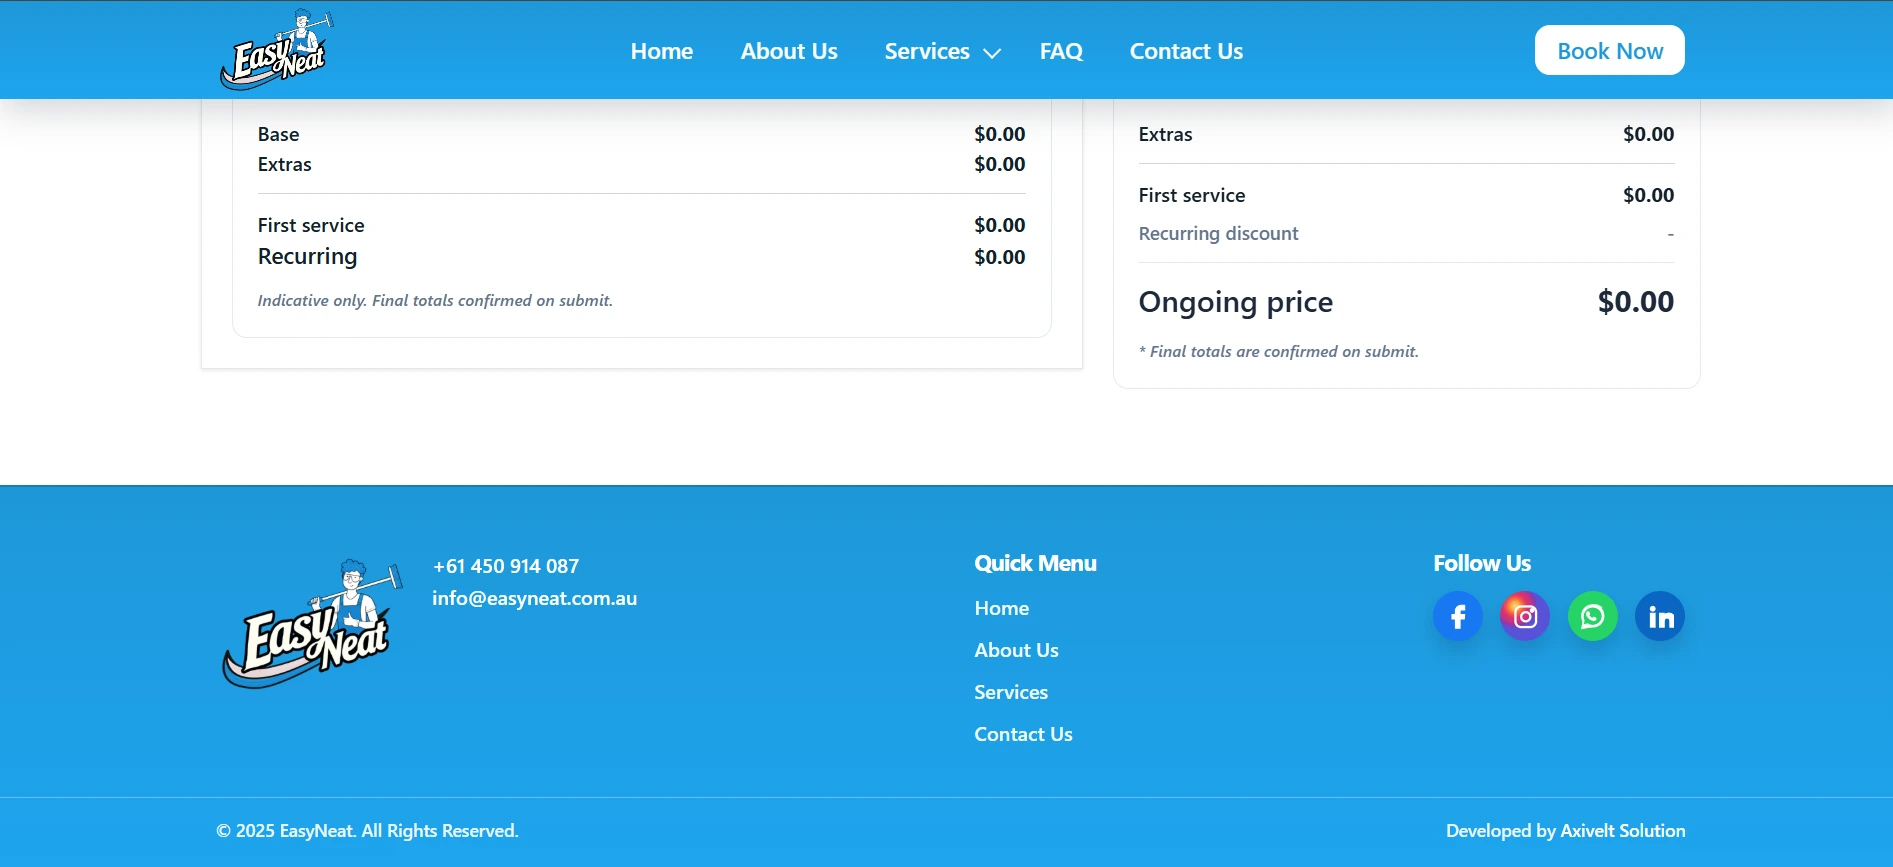 Easy Neat
Home About Us Services FAQ Contact Us Book Now
Base $0.00
Extras $0.00
First service $0.00
Recurring $0.00
Indicative only. Final totals confirmed on submit.
Extras $0.00
First service $0.00
Recurring discount -
Ongoing price $0.00
* Final totals are confirmed on submit.
Easy Neat
+61 450 914 087
info@easyneat.com.au
Quick Menu
Home
About Us
Services
Contact Us
Follow Us
© 2025 EasyNeat. All Rights Reserved.
Developed by Axivelt Solution